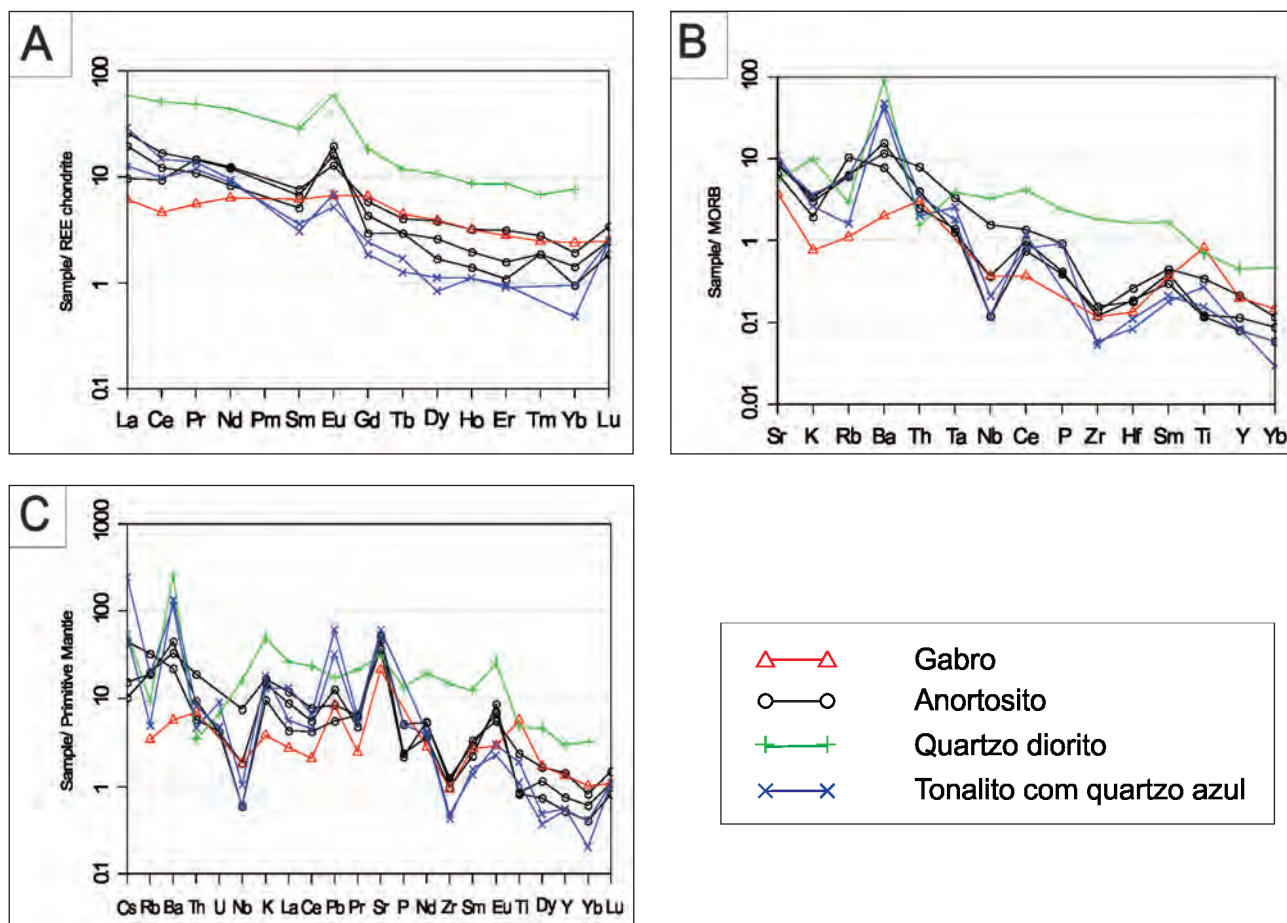 A
100
10
1
0.1
Sample/ REE chondrite
La Ce Pr Nd Pm Sm Eu Gd Tb Dy Ho Er Tm Yb Lu
B
100
10
1
0.1
0.01
Sample/ MORB
Sr K Rb Ba Th Ta Nb Ce P Zr Hf Sm Ti Y Yb
C
1000
100
10
1
0.1
Sample/ Primitive Mantle
Cs Rb Ba Th U Nb K La Ce Pb Pr Sr P Nd Zr Sm Eu Ti Dy Y Yb Lu
Gabro
Anortosito
Quartzo diorito
Tonalito com quartzo azul